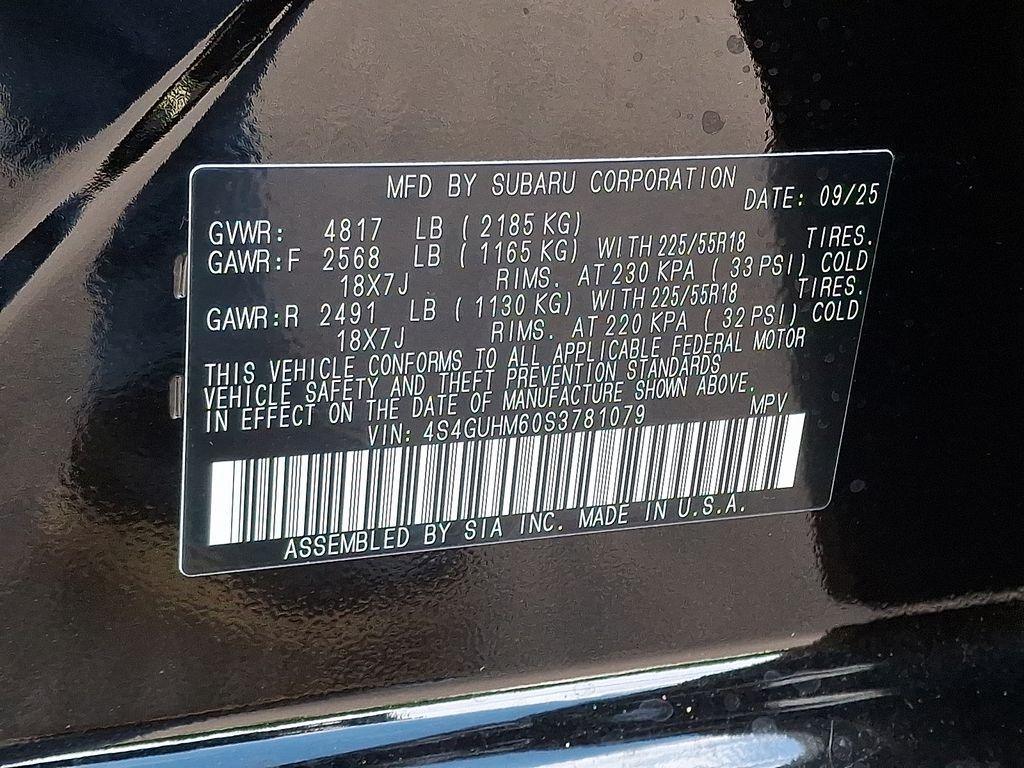 MFD BY SUBARU CORPORATION
DATE: 09/25
GVWR: 4817 LB ( 2185 KG)
GAWR:F 2568 LB ( 1165 KG) WITH 225/55R18 TIRES.
18X7J RIMS. AT 230 KPA ( 33 PSI) COLD
GAWR:R 2491 LB ( 1130 KG) WITH 225/55R18 TIRES.
18X7J RIMS. AT 220 KPA ( 32 PSI) COLD
THIS VEHICLE CONFORMS TO ALL APPLICABLE FEDERAL MOTOR
VEHICLE SAFETY AND THEFT PREVENTION STANDARDS
IN EFFECT ON THE DATE OF MANUFACTURE SHOWN ABOVE.
VIN: 4S4GUHM60S3781079 MPV
ASSEMBLED BY SIA INC. MADE IN U.S.A.